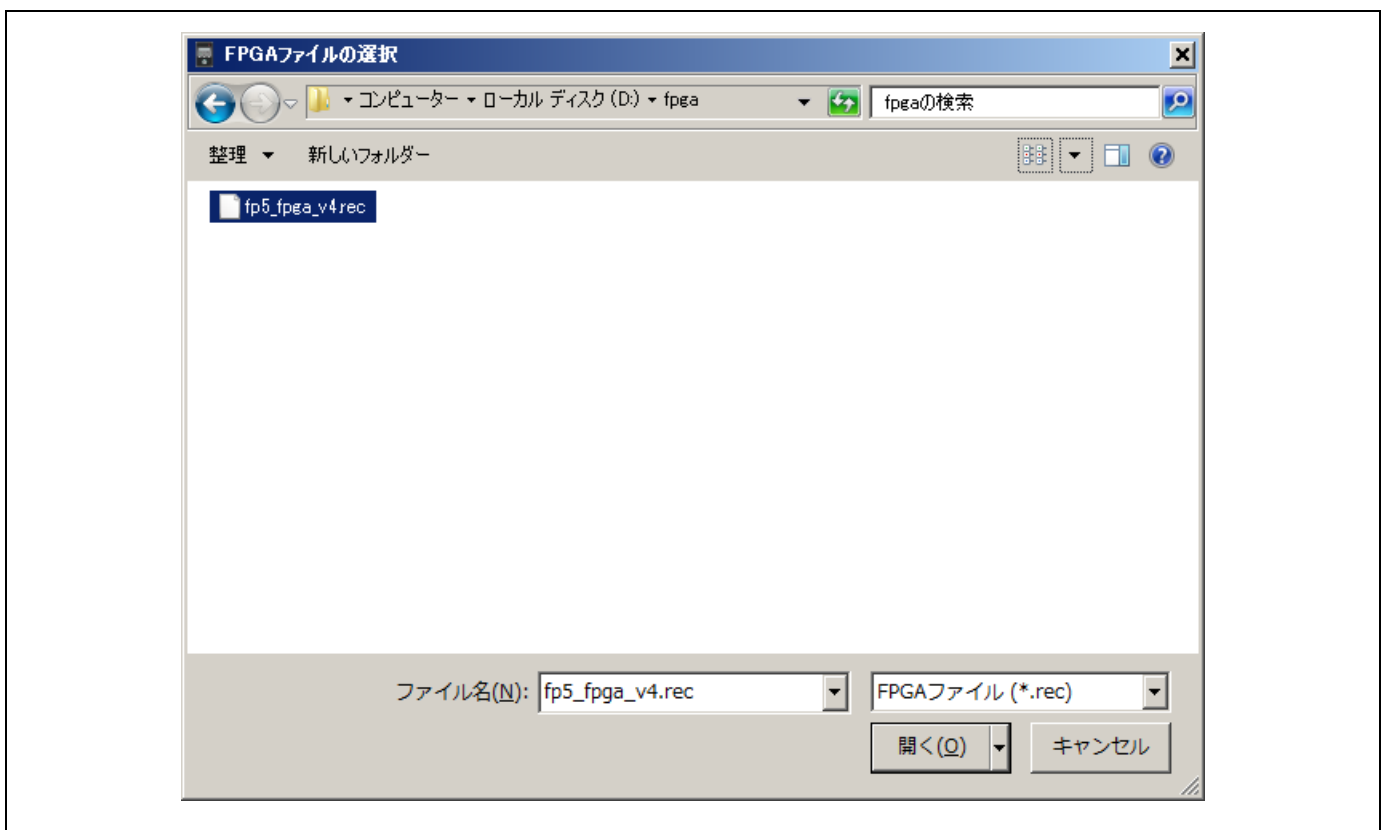 FPGAファイルの選択
▾ コンピューター ▾ ローカル ディスク (D:) ▾ fpga
fpgaの検索
整理 ▼ 新しいフォルダー
fp5_fpga_v4.rec
ファイル名(N): fp5_fpga_v4.rec
FPGAファイル (*.rec)
開く(O)
キャンセル